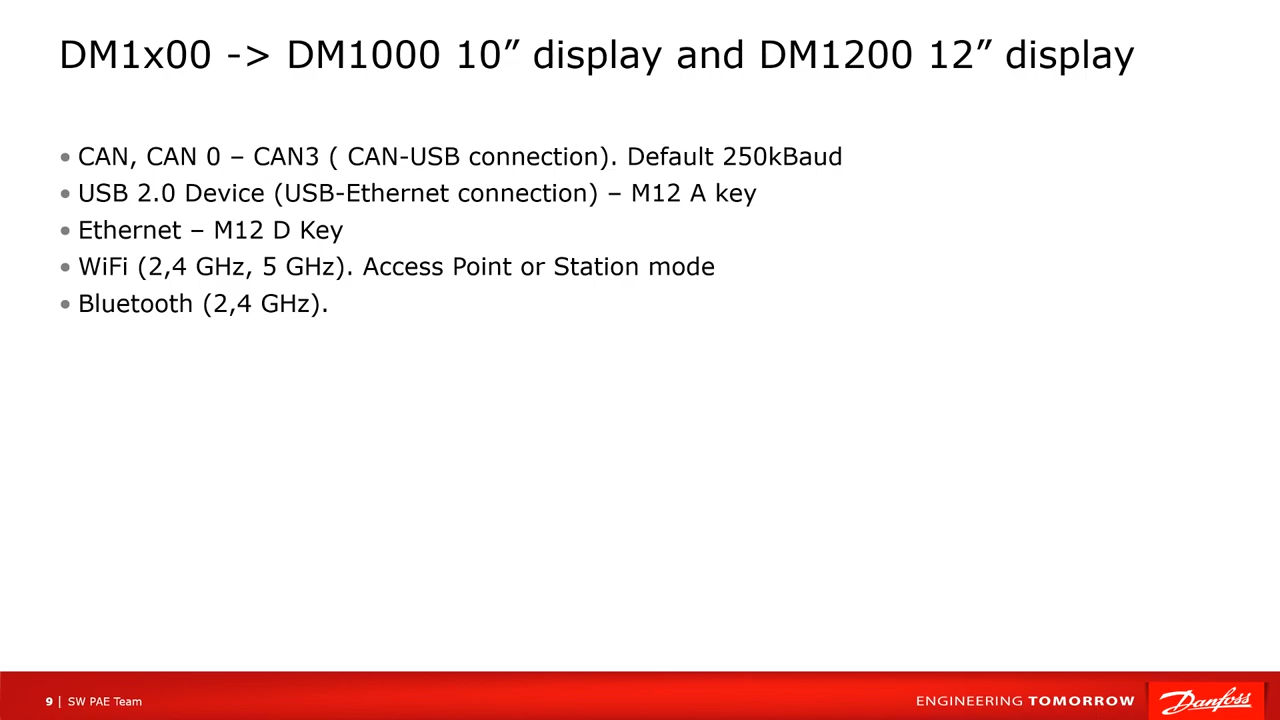 DM1x00 -> DM1000 10” display and DM1200 12” display
• CAN, CAN 0 – CAN3 ( CAN-USB connection). Default 250kBaud
• USB 2.0 Device (USB-Ethernet connection) – M12 A key
• Ethernet – M12 D Key
• WiFi (2,4 GHz, 5 GHz). Access Point or Station mode
• Bluetooth (2,4 GHz).
9 | SW PAE Team
ENGINEERING TOMORROW
Danfoss